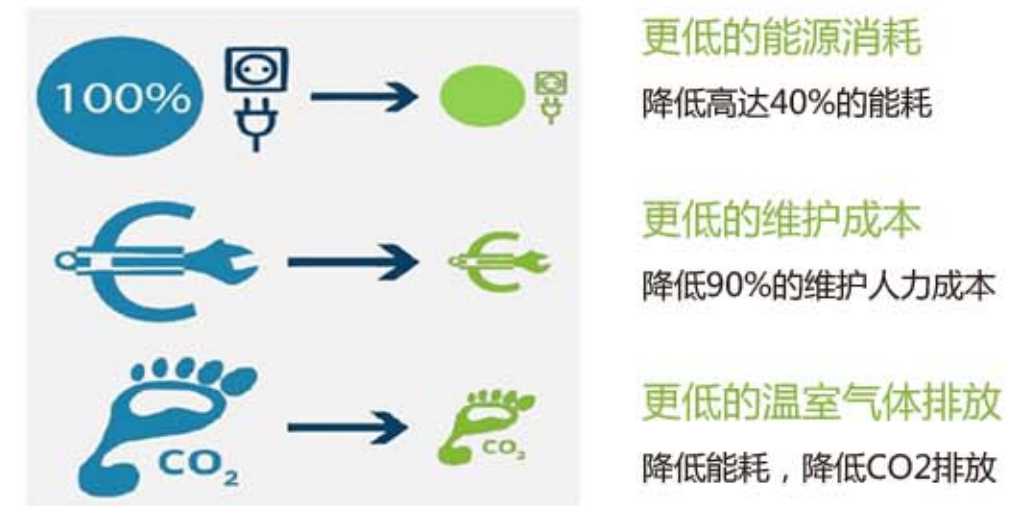 更低的能源消耗
100%
降低高达40%的能耗
更低的维护成本
降低90%的维护人力成本
更低的温室气体排放
CO₂
CO₂
降低能耗，降低CO2排放